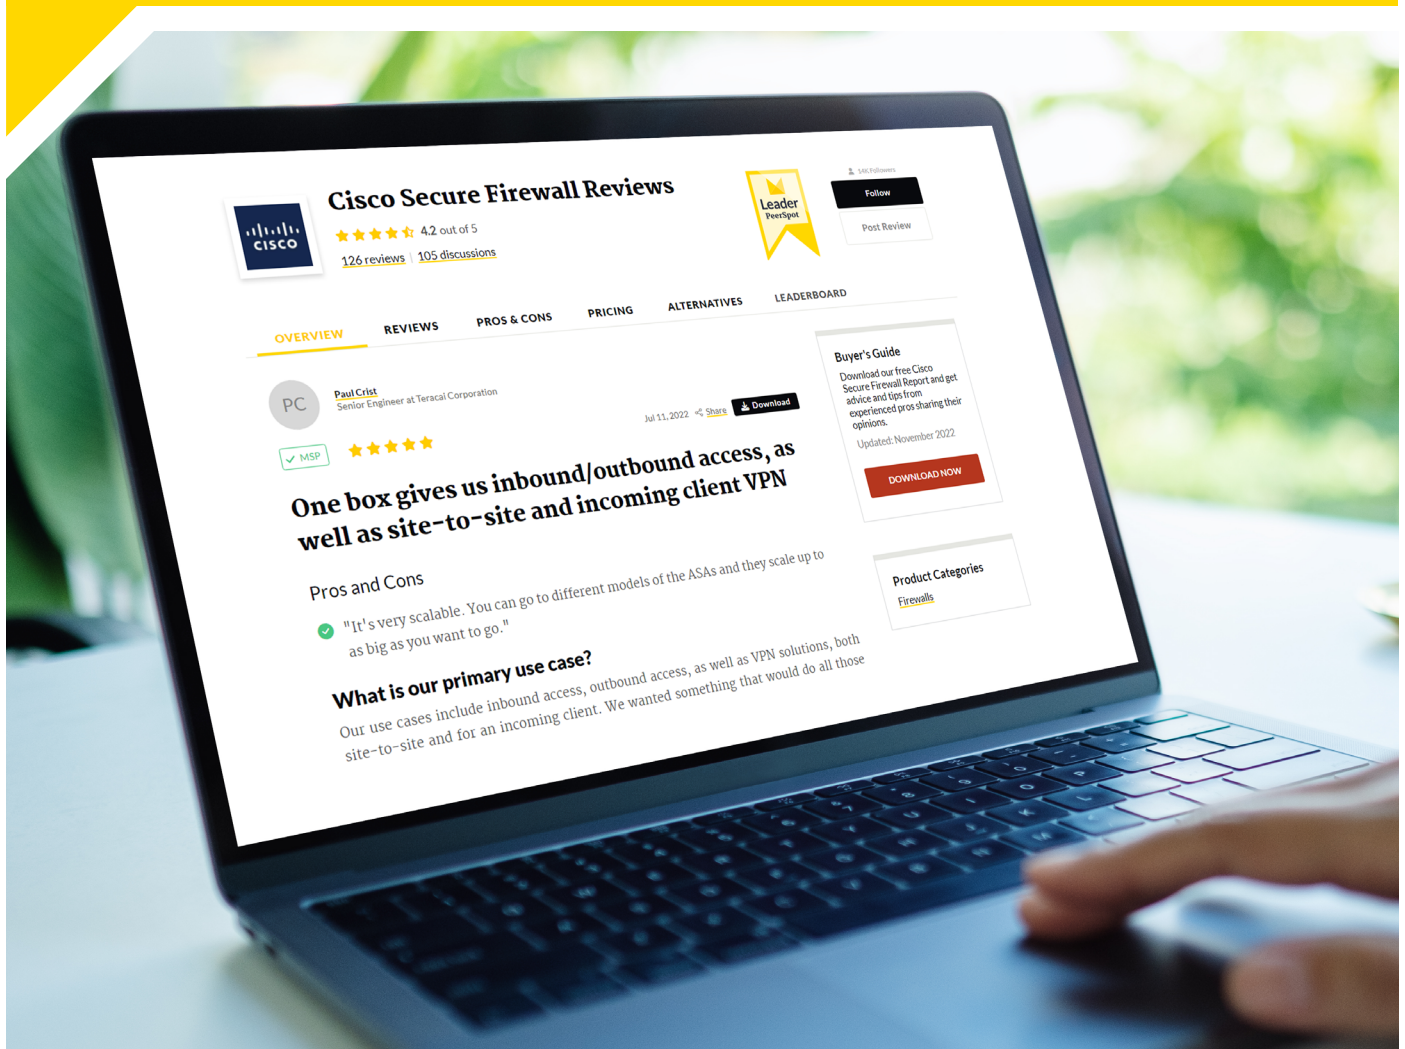 Cisco Secure Firewall Reviews
CISCO
4.2 out of 5
126 reviews | 105 discussions
Leader
PeerSpot
54K Followers
Follow
Post Review
OVERVIEW
REVIEWS
PROS & CONS
PRICING
ALTERNATIVES
LEADERBOARD
PC
Paul Crist
Senior Engineer at Teracal Corporation
MSP
Jul 11, 2022
Share
Download
One box gives us inbound/outbound access, as
well as site-to-site and incoming client VPN
Pros and Cons
"It's very scalable. You can go to different models of the ASAs and they scale up to
as big as you want to go."
What is our primary use case?
Our use cases include inbound access, outbound access, as well as VPN solutions, both
site-to-site and for an incoming client. We wanted something that would do all those
Buyer's Guide
Download our free Cisco
Secure Firewall Report and get
advice and tips from
experienced pros sharing their
opinions.
Updated: November 2022
DOWNLOAD NOW
Product Categories
Firewalls